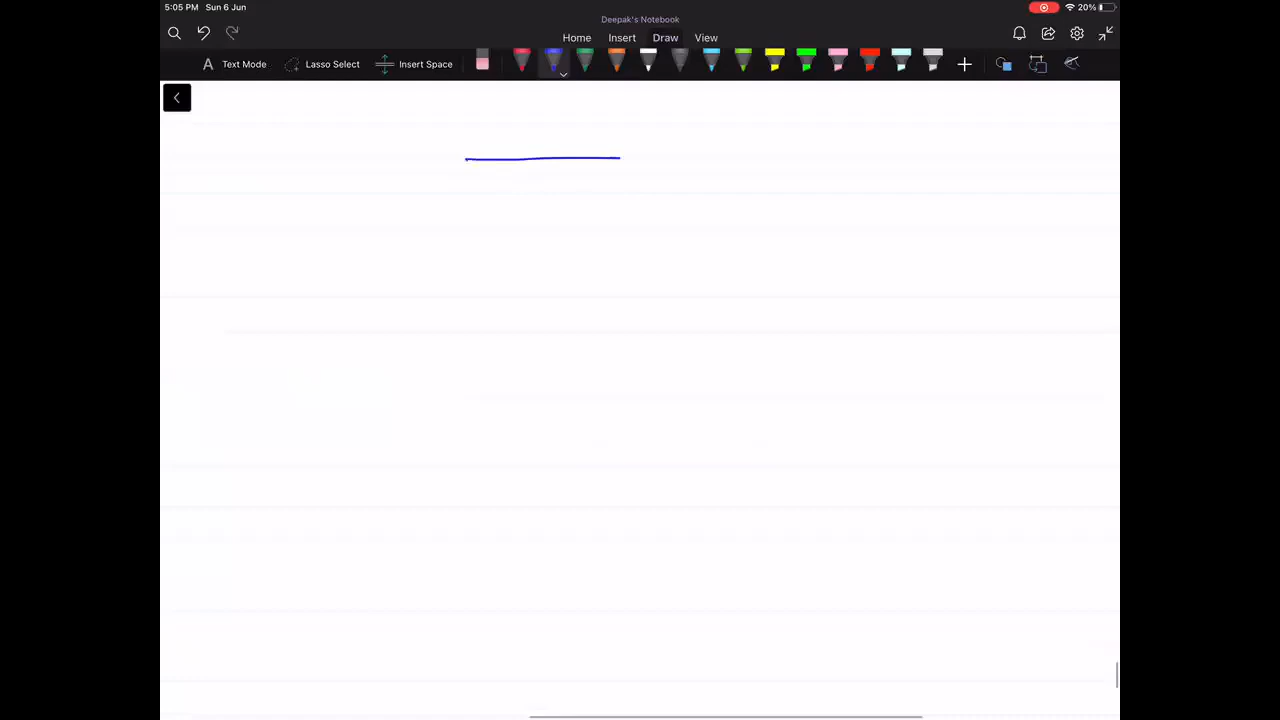 5:05 PM Sun 6 Jun 20%
Deepak's Notebook
Home Insert Draw View
A Text Mode Lasso Select Insert Space